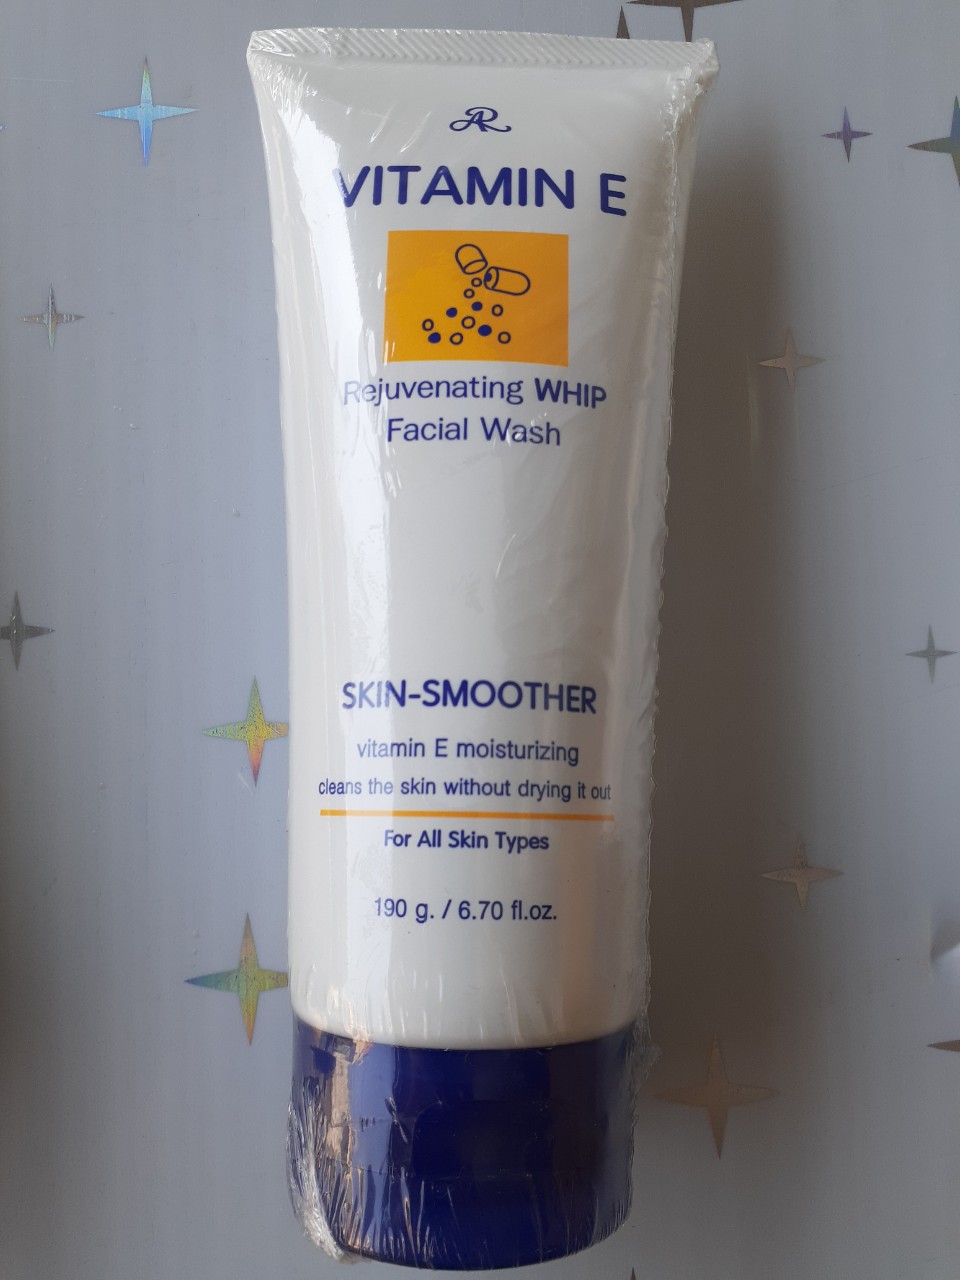 AR
VITAMIN E
Rejuvenating WHIP
Facial Wash
SKIN-SMOOTHER
vitamin E moisturizing
cleans the skin without drying it out
For All Skin Types
190 g. / 6.70 fl.oz.